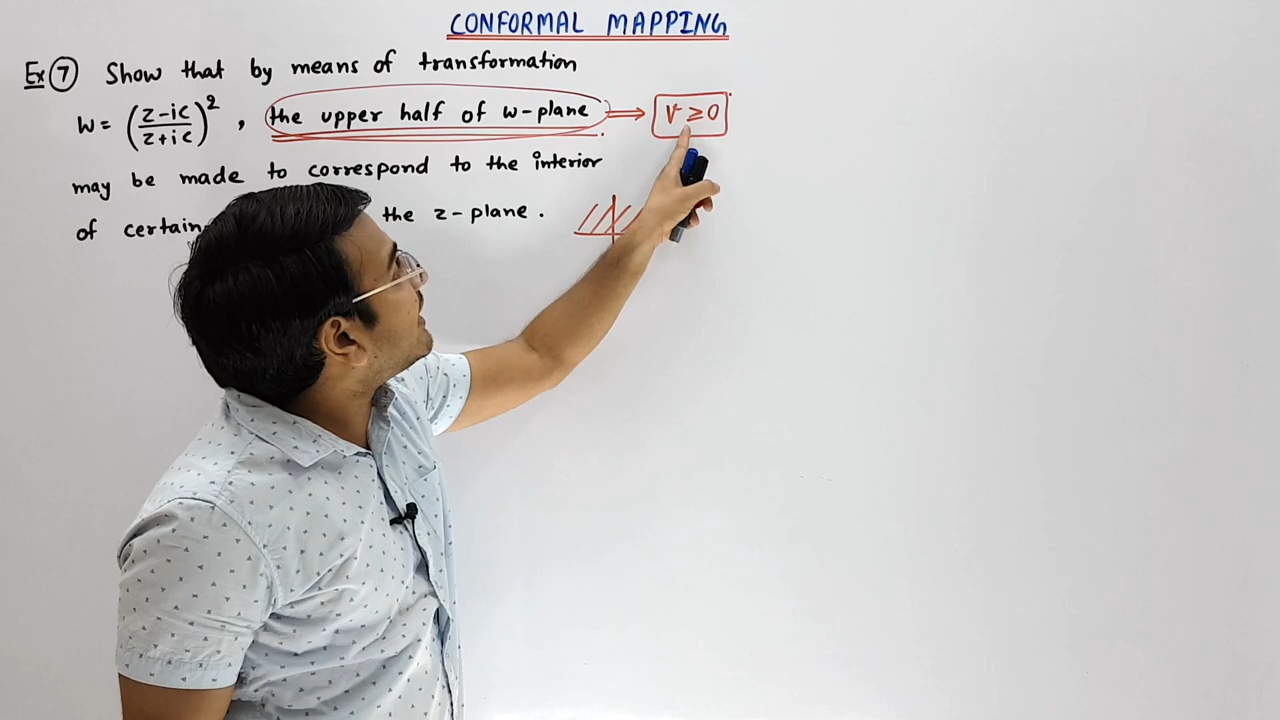 CONFORMAL MAPPING
Ex 7 Show that by means of transformation
W = (z-ic/z+ic)², the upper half of w-plane ⇒ V ≥ 0
may be made to correspond to the interior
of certain the z-plane.